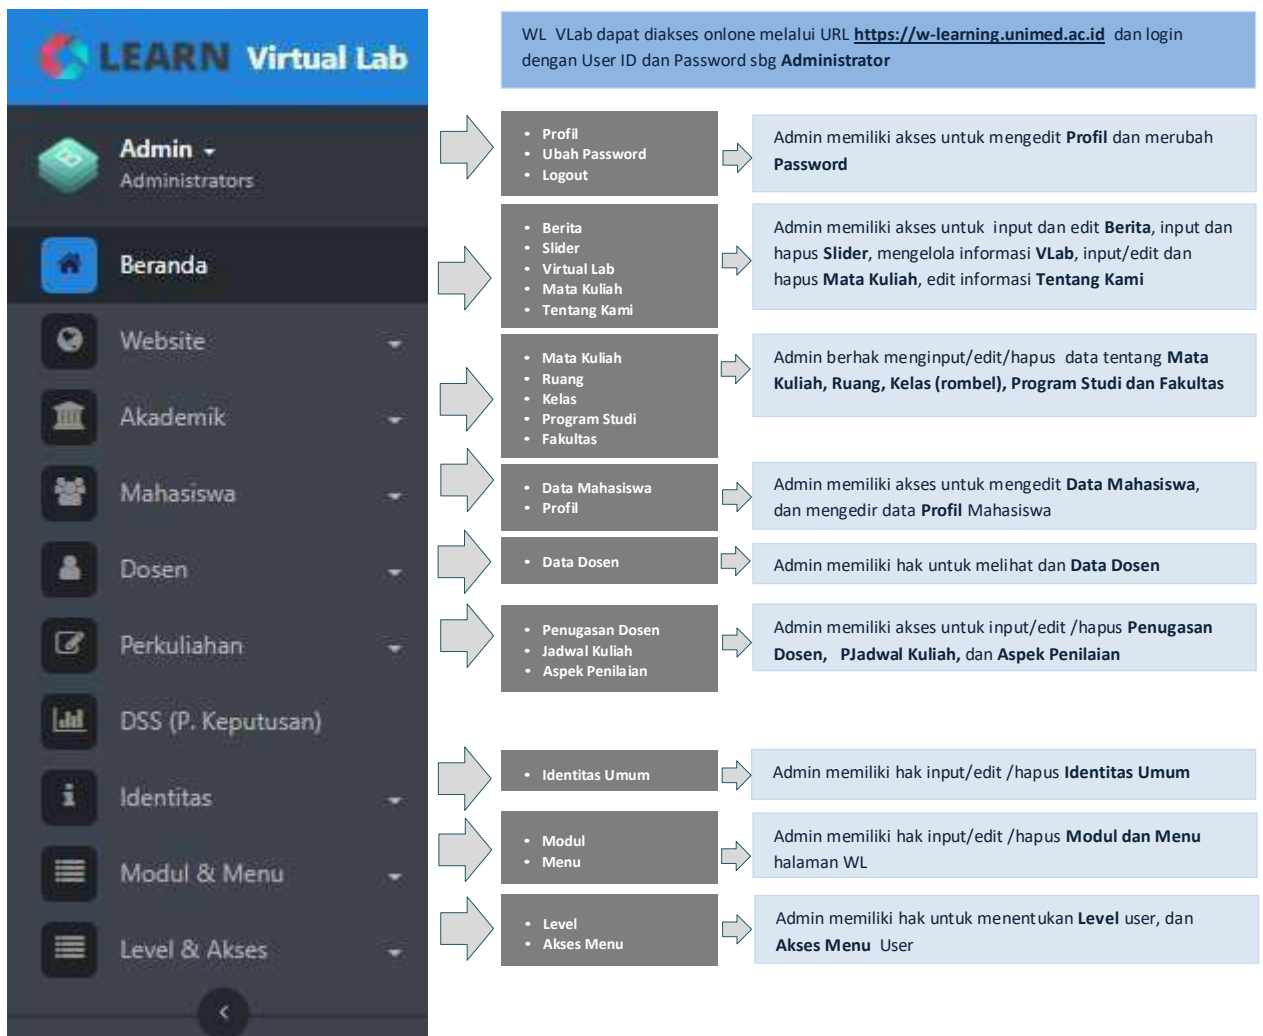 LEARN Virtual Lab
WL VLab dapat diakses onlone melalui URL https://w-learning.unimed.ac.id dan login
dengan User ID dan Password sbg Administrator
Admin
Administrators
• Profil
• Ubah Password
• Logout
Admin memiliki akses untuk mengedit Profil dan merubah
Password
Beranda
• Berita
• Slider
• Virtual Lab
• Mata Kuliah
• Tentang Kami
Admin memiliki akses untuk input dan edit Berita, input dan
hapus Slider, mengelola informasi VLab, input/edit dan
hapus Mata Kuliah, edit informasi Tentang Kami
Website
Akademik
• Mata Kuliah
• Ruang
• Kelas
• Program Studi
• Fakultas
Admin berhak menginput/edit/hapus data tentang Mata
Kuliah, Ruang, Kelas (rombel), Program Studi dan Fakultas
Mahasiswa
• Data Mahasiswa
• Profil
Admin memiliki akses untuk mengedit Data Mahasiswa,
dan mengedir data Profil Mahasiswa
Dosen
• Data Dosen
Admin memiliki hak untuk melihat dan Data Dosen
Perkuliahan
• Penugasan Dosen
• Jadwal Kuliah
• Aspek Penilaian
Admin memiliki akses untuk input/edit /hapus Penugasan
Dosen, PJadwal Kuliah, dan Aspek Penilaian
DSS (P. Keputusan)
Identitas
• Identitas Umum
Admin memiliki hak input/edit /hapus Identitas Umum
Modul & Menu
• Modul
• Menu
Admin memiliki hak input/edit /hapus Modul dan Menu
halaman WL
Level & Akses
• Level
• Akses Menu
Admin memiliki hak untuk menentukan Level user, dan
Akses Menu User